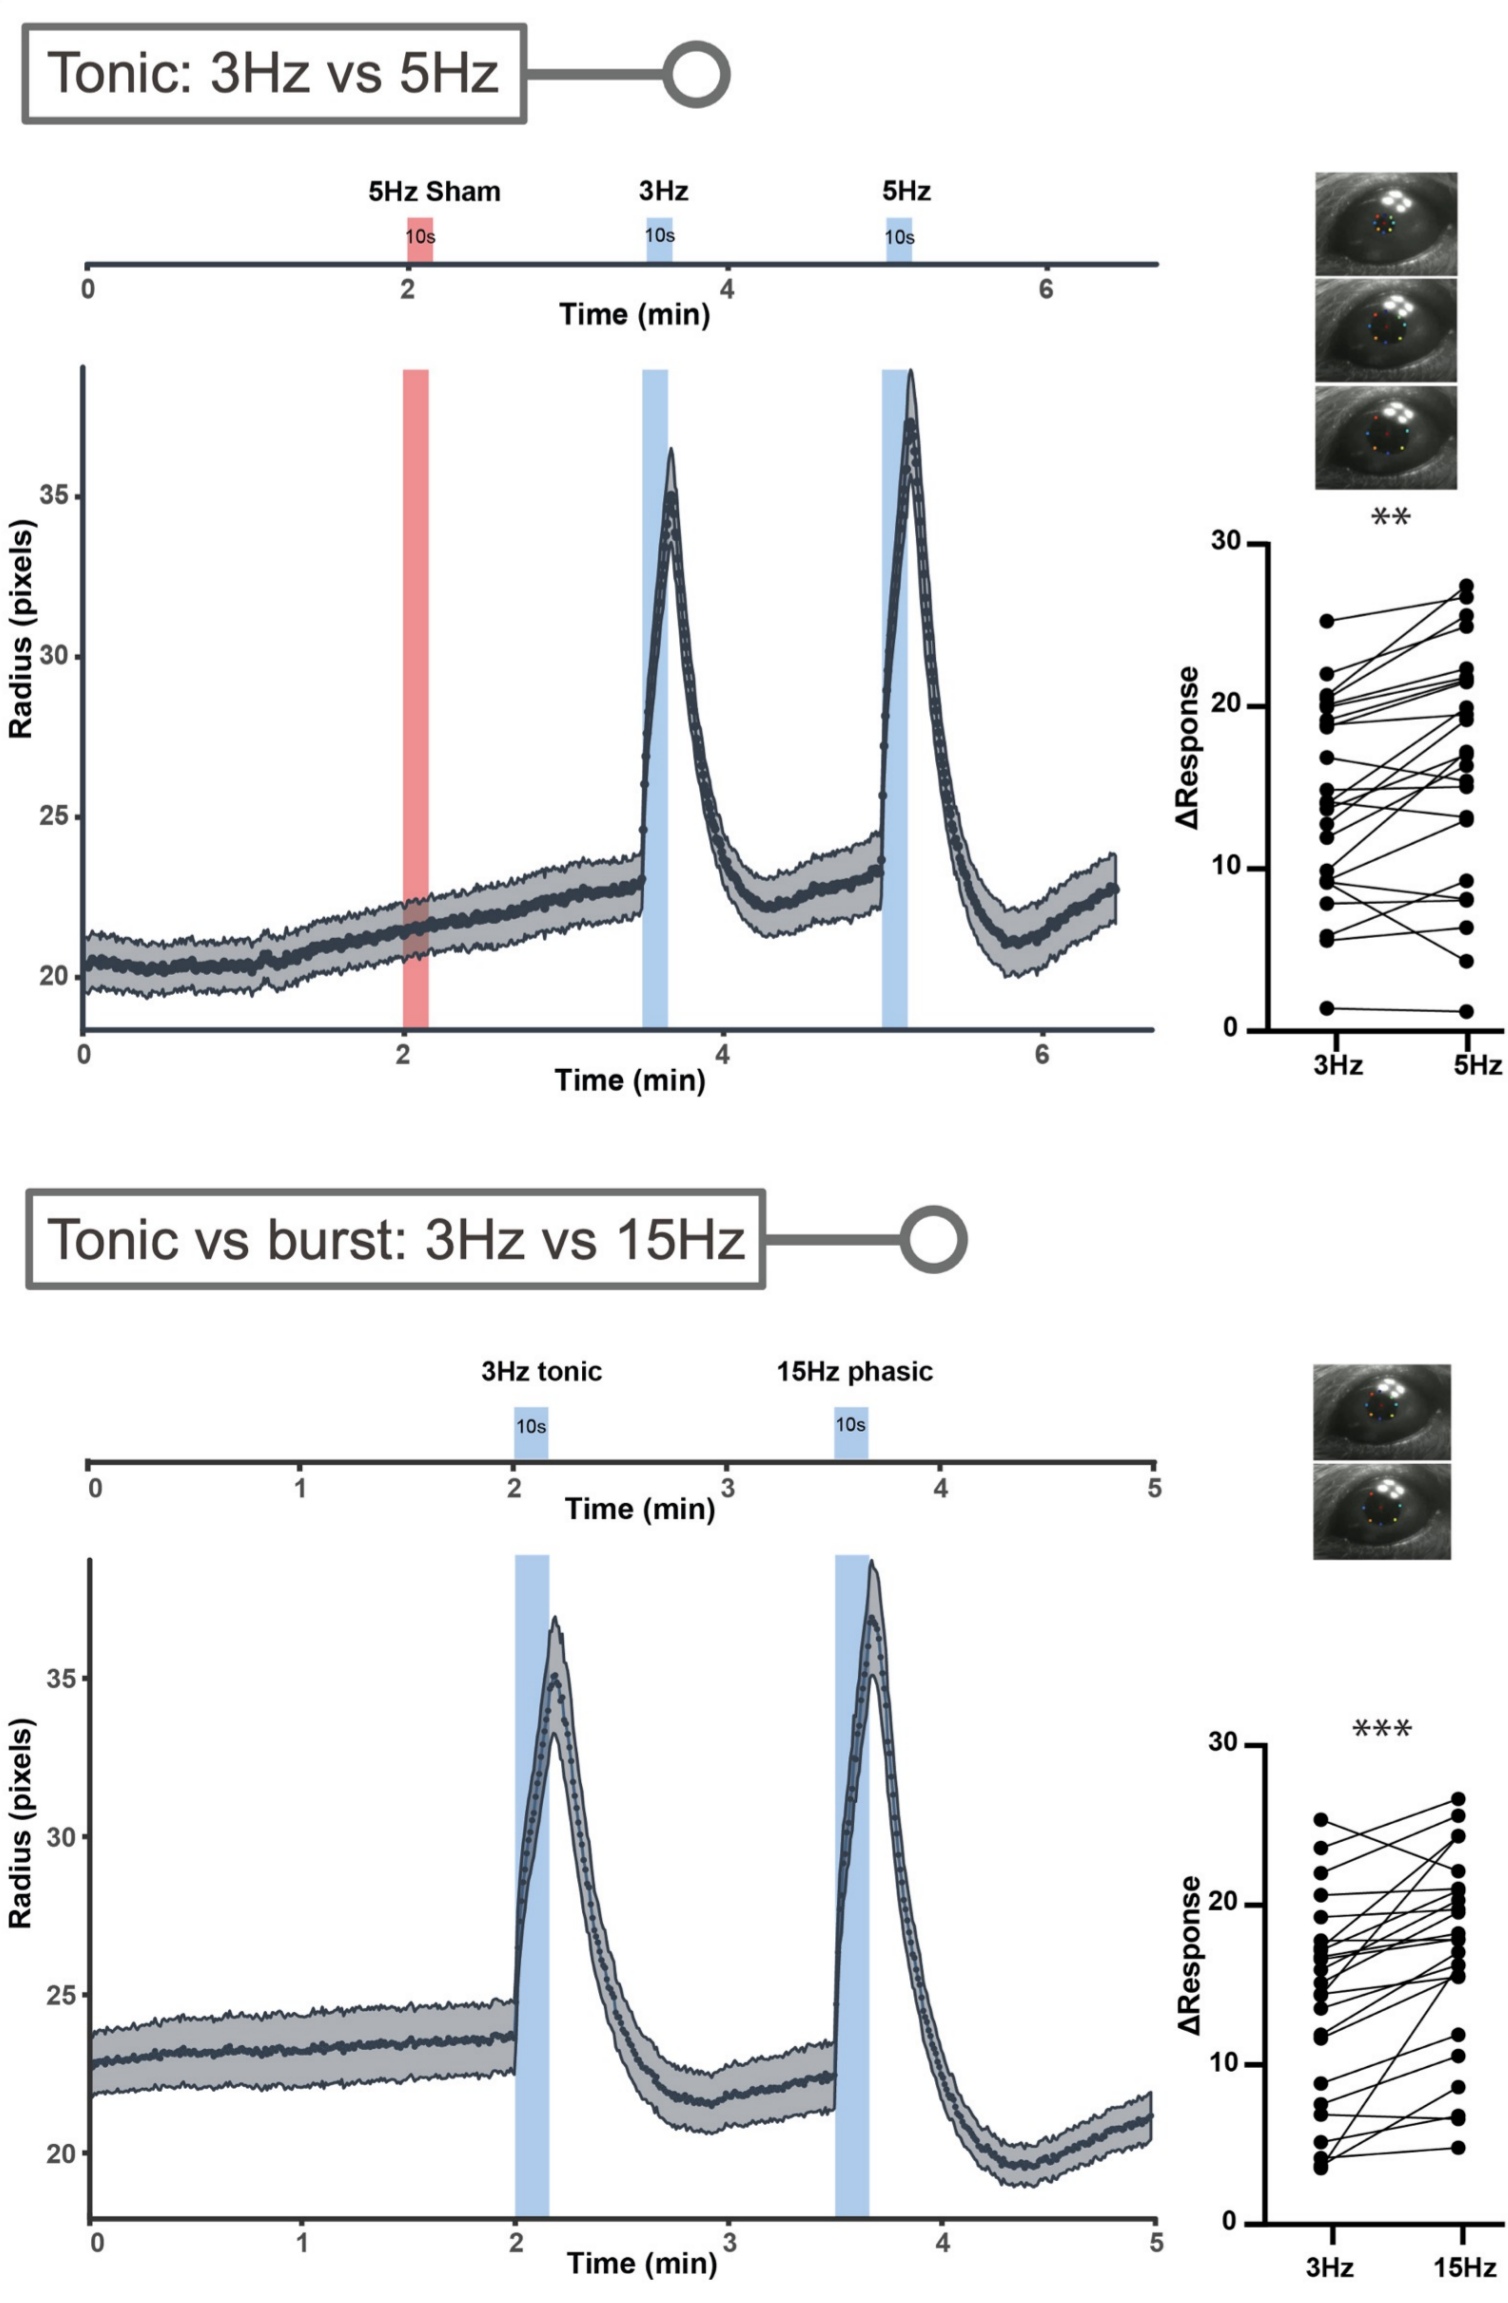 Tonic: 3Hz vs 5Hz
5Hz Sham 3Hz 5Hz
10s 10s 10s
0 2 4 6
Time (min)
**
35
30
25
20
Radius (pixels)
0 2 4 6
Time (min)
30
20
10
0
ΔResponse
3Hz 5Hz
Tonic vs burst: 3Hz vs 15Hz
3Hz tonic 15Hz phasic
10s 10s
0 1 2 3 4 5
Time (min)
35
30
25
20
Radius (pixels)
0 1 2 3 4 5
Time (min)
***
30
20
10
0
ΔResponse
3Hz 15Hz